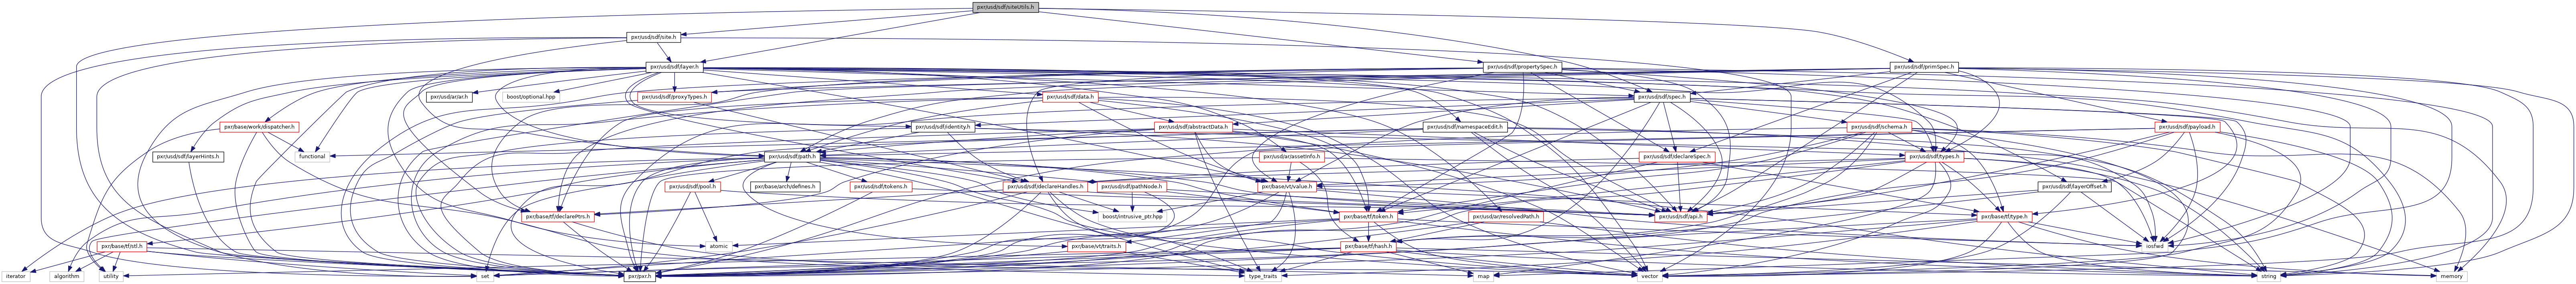 pxr/usd/sdf/siteUtils.h
pxr/usd/sdf/site.h
pxr/usd/sdf/layer.h
pxr/usd/sdf/propertySpec.h
pxr/usd/sdf/primSpec.h
pxr/usd/ar/ar.h
boost/optional.hpp
pxr/usd/sdf/proxyTypes.h
pxr/usd/sdf/data.h
pxr/usd/sdf/spec.h
pxr/base/work/dispatcher.h
pxr/usd/sdf/identity.h
pxr/usd/sdf/abstractData.h
pxr/usd/sdf/namespaceEdit.h
pxr/usd/sdf/schema.h
pxr/usd/sdf/payload.h
pxr/usd/sdf/layerHints.h
functional
pxr/usd/sdf/path.h
pxr/usd/ar/assetInfo.h
pxr/usd/sdf/declareSpec.h
pxr/usd/sdf/types.h
pxr/usd/sdf/pool.h
pxr/base/arch/defines.h
pxr/usd/sdf/tokens.h
pxr/usd/sdf/declareHandles.h
pxr/usd/sdf/pathNode.h
pxr/base/vt/value.h
pxr/usd/sdf/layerOffset.h
pxr/base/tf/declarePtrs.h
boost/intrusive_ptr.hpp
pxr/base/tf/token.h
pxr/usd/ar/resolvedPath.h
pxr/usd/sdf/api.h
pxr/base/tf/type.h
pxr/base/tf/stl.h
atomic
pxr/base/vt/traits.h
pxr/base/tf/hash.h
iosfwd
iterator
algorithm
utility
set
pxr/pxr.h
type_traits
map
vector
string
memory